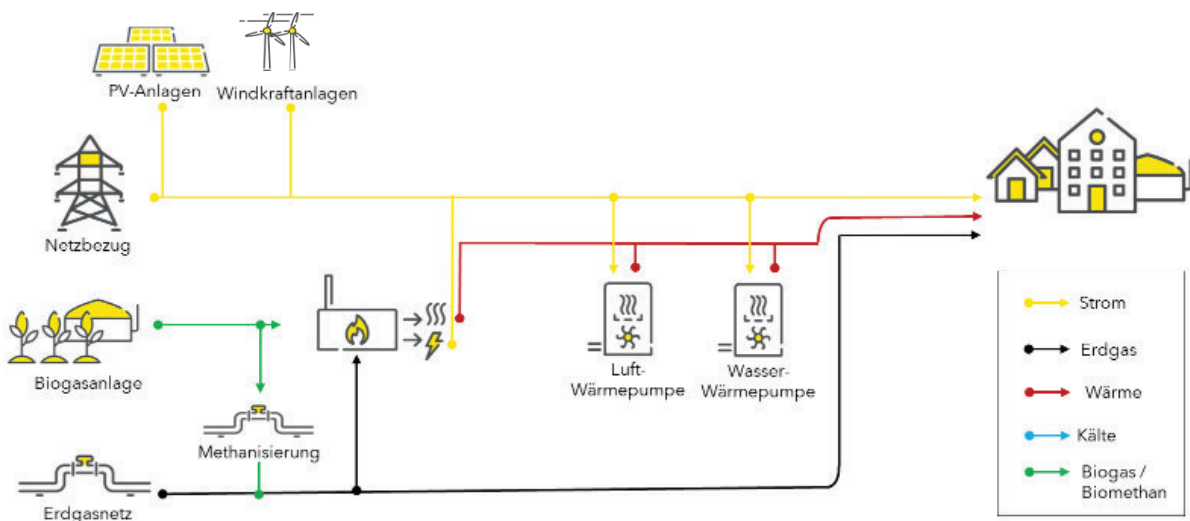 PV-Anlagen
Windkraftanlagen
Netzbezug
Biogasanlage
Luft-
Wärmepumpe
Wasser-
Wärmepumpe
Methanisierung
Erdgasnetz
Strom
Erdgas
Wärme
Kälte
Biogas /
Biomethan